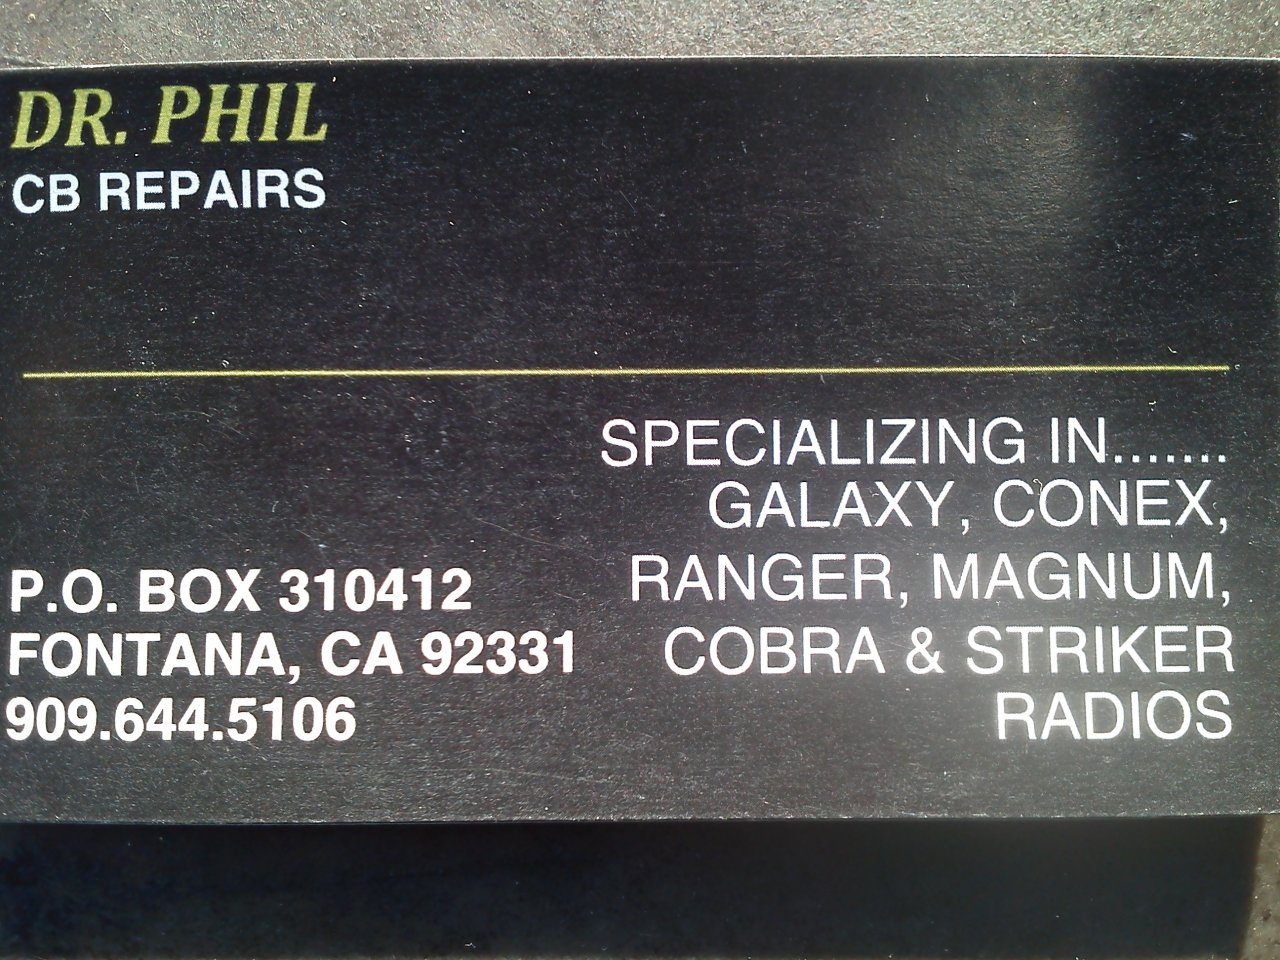 DR. PHIL
CB REPAIRS
SPECIALIZING IN.......
GALAXY, CONEX,
RANGER, MAGNUM,
COBRA & STRIKER
RADIOS
P.O. BOX 310412
FONTANA, CA 92331
909.644.5106